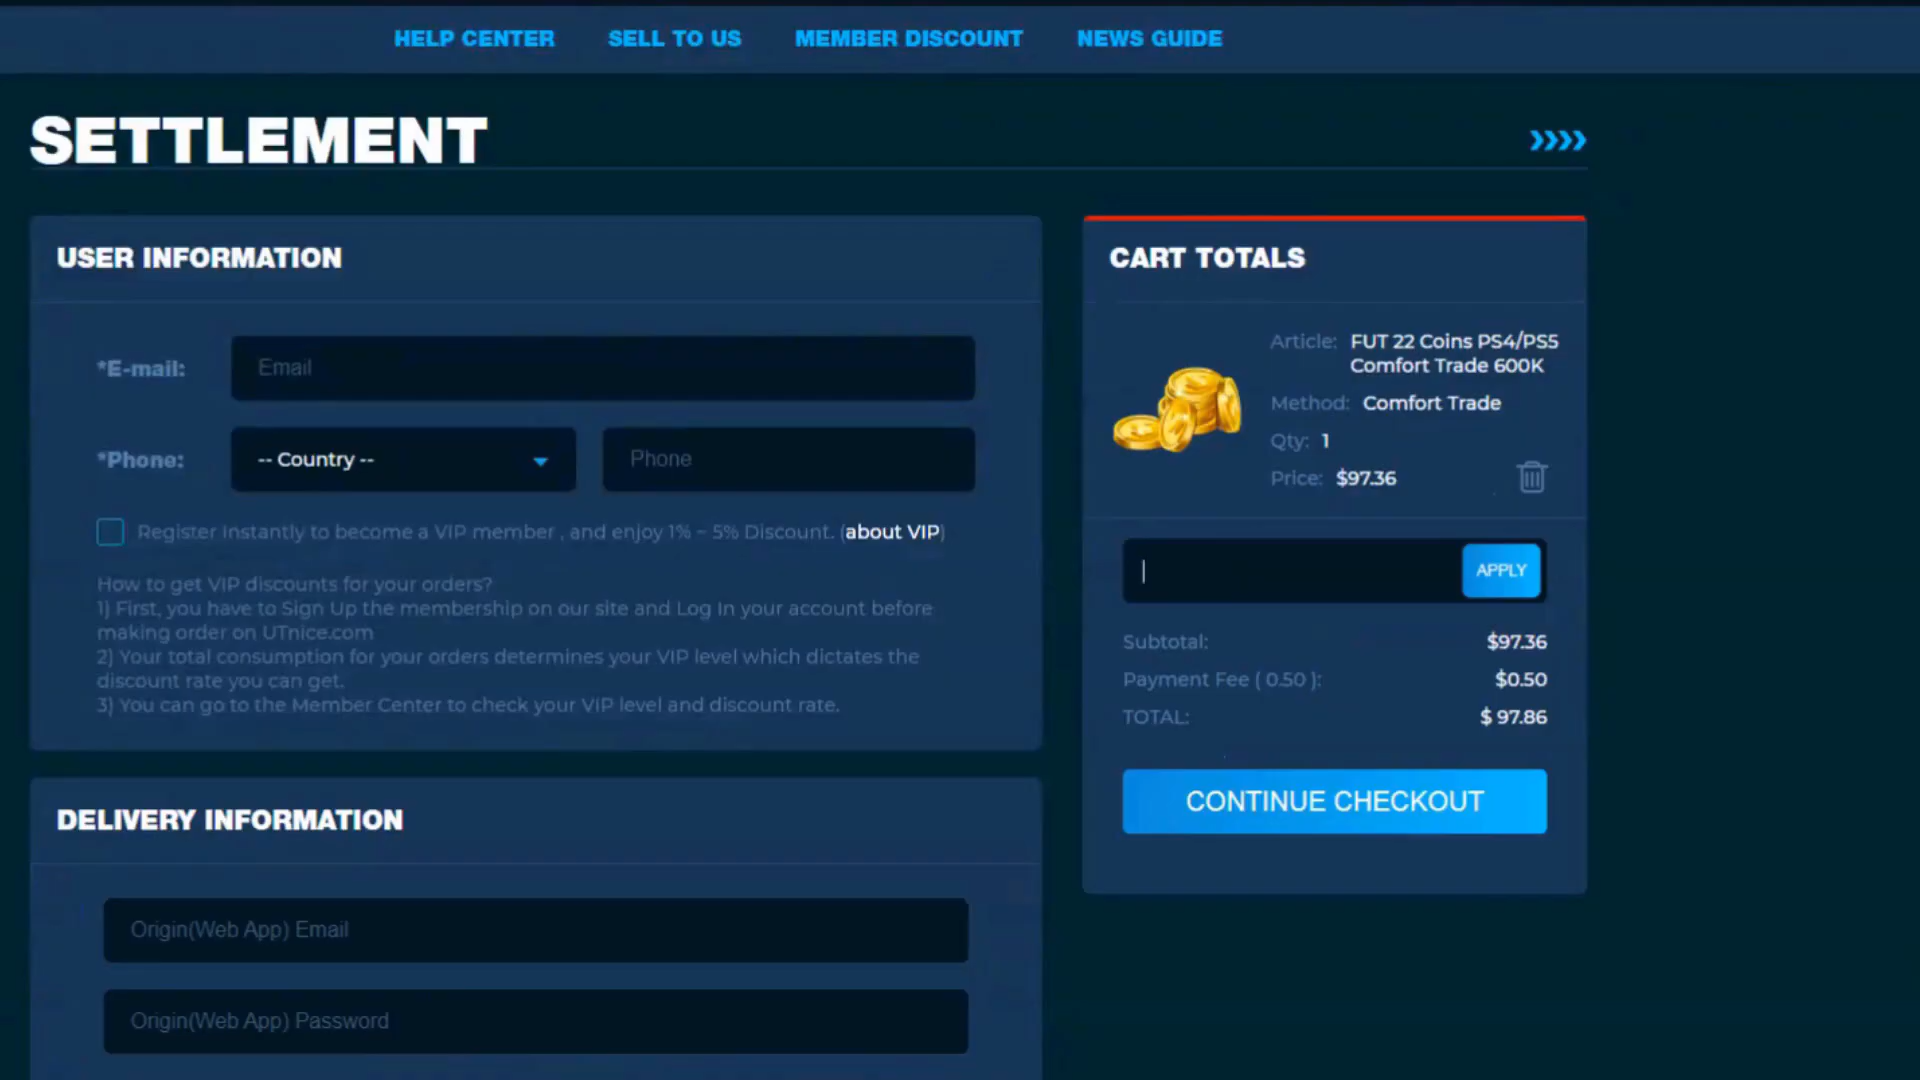 HELP CENTER
SELL TO US
MEMBER DISCOUNT
NEWS GUIDE
SETTLEMENT
USER INFORMATION
*E-mail:
Email
*Phone:
-- Country --
Phone
Register Instantly to become a VIP member , and enjoy 1% ~ 5% Discount. (about VIP)
How to get VIP discounts for your orders?
1) First, you have to Sign Up the membership on our site and Log In your account before
making order on UTnice.com
2) Your total consumption for your orders determines your VIP level which dictates the
discount rate you can get.
3) You can go to the Member Center to check your VIP level and discount rate.
DELIVERY INFORMATION
Origin(Web App) Email
Origin(Web App) Password
CART TOTALS
Article: FUT 22 Coins PS4/PS5
Comfort Trade 600K
Method: Comfort Trade
Qty: 1
Price: $97.36
APPLY
Subtotal: $97.36
Payment Fee ( 0.50 ): $0.50
TOTAL: $ 97.86
CONTINUE CHECKOUT